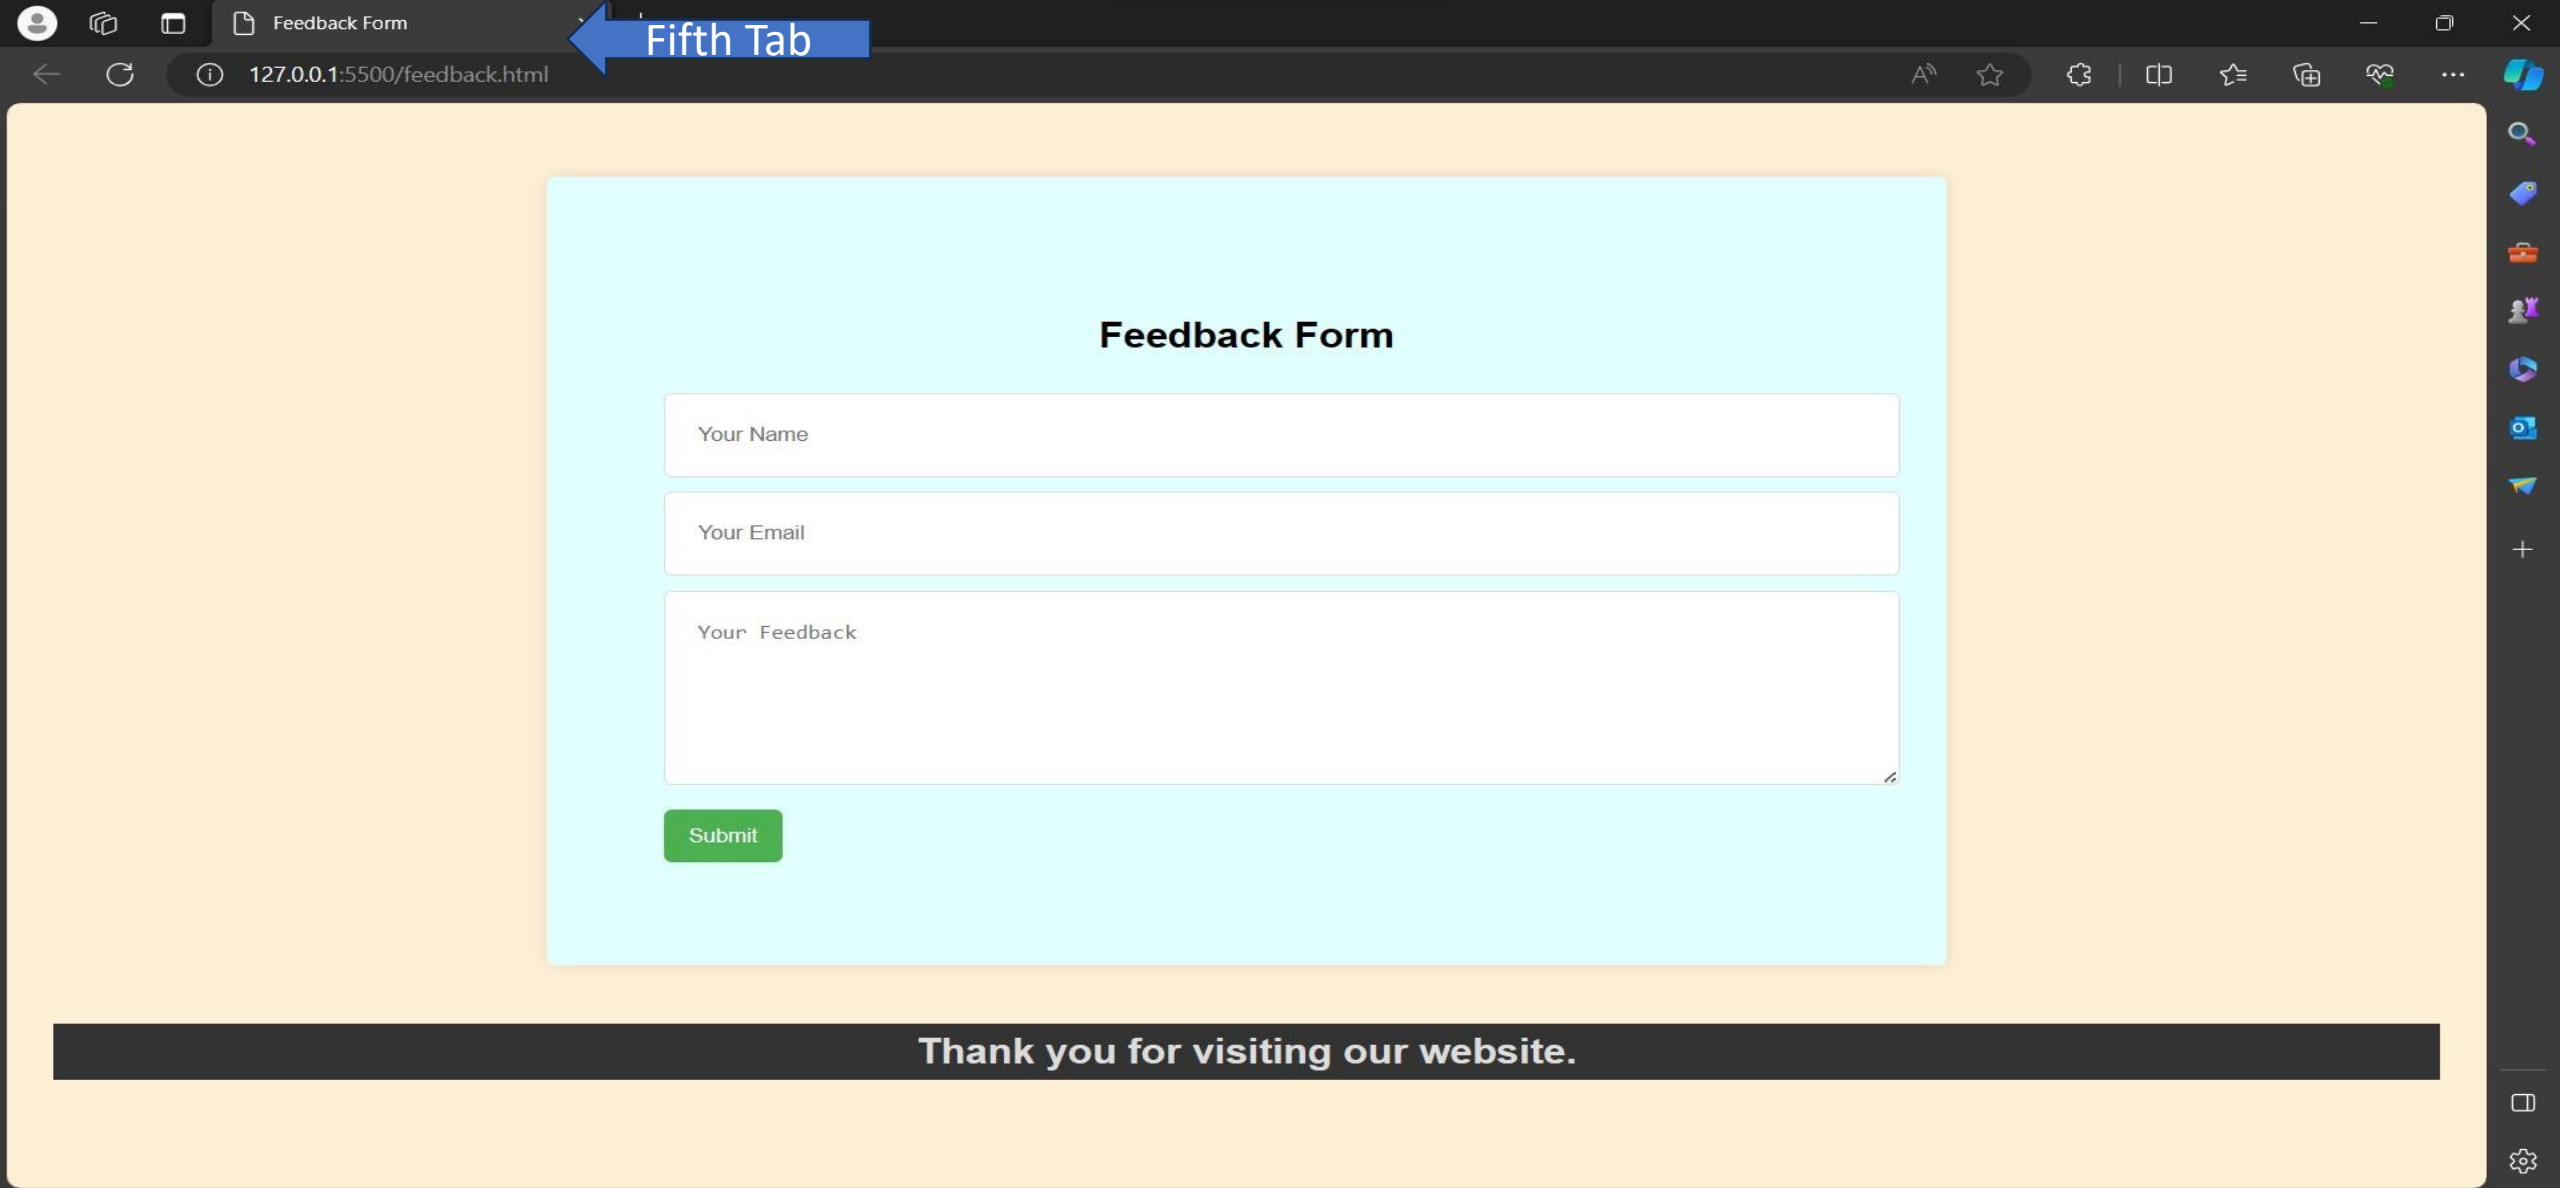 Feedback Form
Fifth Tab
127.0.0.1:5500/feedback.html
Feedback Form
Your Name
Your Email
Your Feedback
Submit
Thank you for visiting our website.